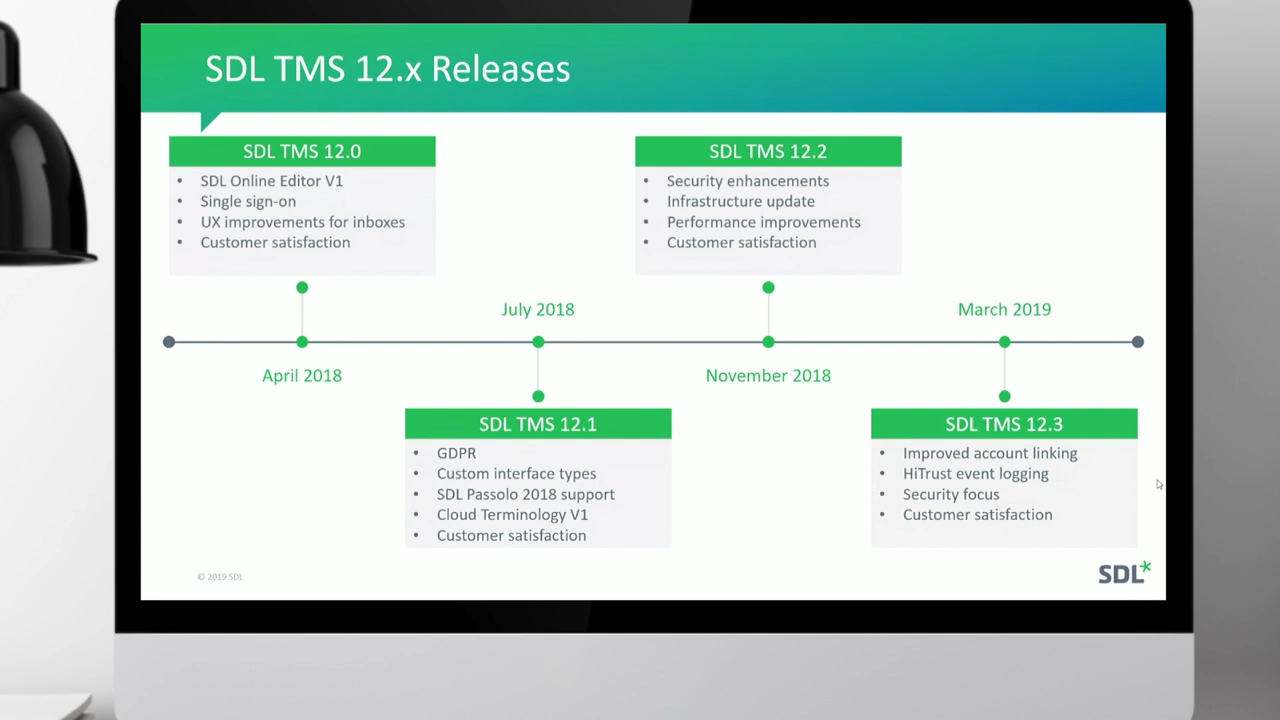 SDL TMS 12.x Releases
SDL TMS 12.0
• SDL Online Editor V1
• Single sign-on
• UX improvements for inboxes
• Customer satisfaction
April 2018
July 2018
SDL TMS 12.1
• GDPR
• Custom interface types
• SDL Passolo 2018 support
• Cloud Terminology V1
• Customer satisfaction
SDL TMS 12.2
• Security enhancements
• Infrastructure update
• Performance improvements
• Customer satisfaction
November 2018
March 2019
SDL TMS 12.3
• Improved account linking
• HiTrust event logging
• Security focus
• Customer satisfaction
© 2019 SDL
SDL*